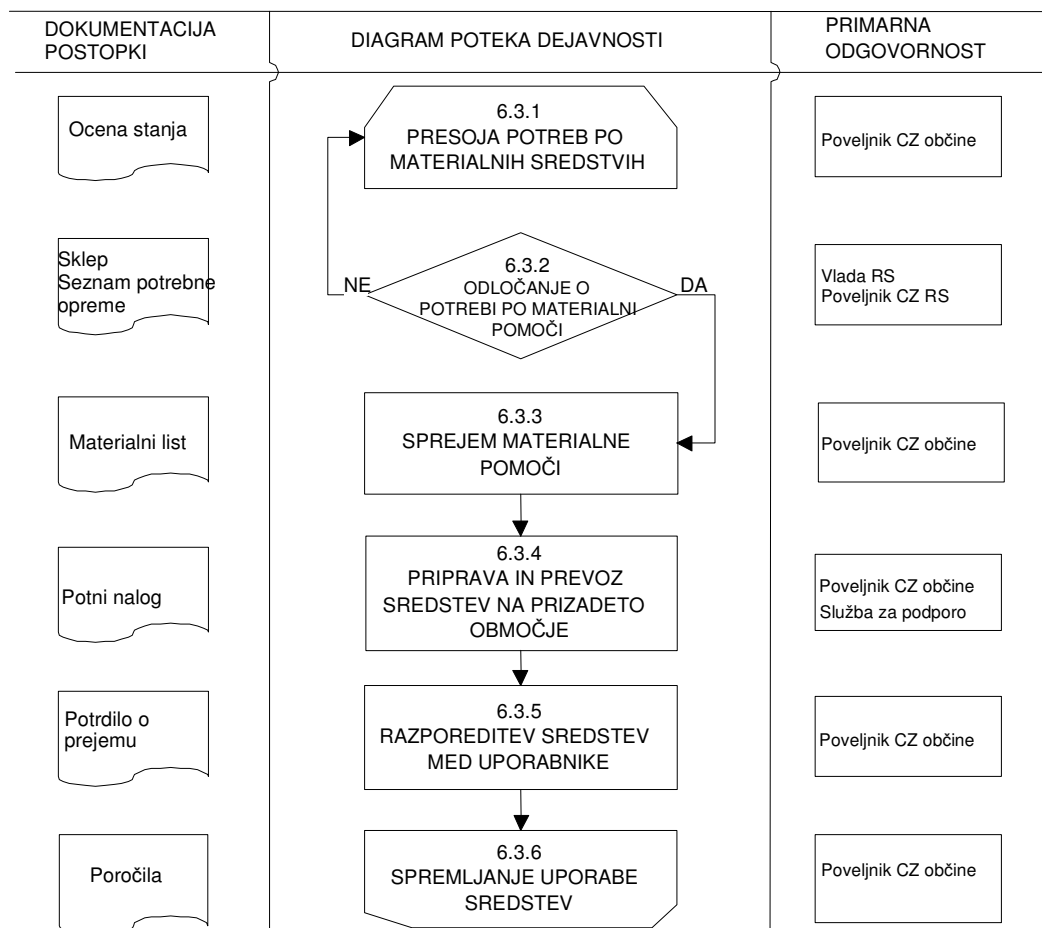 DOKUMENTACIJA
POSTOPKI
DIAGRAM POTEKA DEJAVNOSTI
PRIMARNA
ODGOVORNOST
Ocena stanja
6.3.1
PRESOJA POTREB PO
MATERIALNIH SREDSTVIH
Poveljnik CZ občine
Sklep
Seznam potrebne
opreme
NE
6.3.2
ODLOČANJE O
POTREBI PO MATERIALNI
POMOČI
DA
Vlada RS
Poveljnik CZ RS
Materialni list
6.3.3
SPREJEM MATERIALNE
POMOČI
Poveljnik CZ občine
Potni nalog
6.3.4
PRIPRAVA IN PREVOZ
SREDSTEV NA PRIZADETO
OBMOČJE
Poveljnik CZ občine
Služba za podporo
Potrdilo o
prejemu
6.3.5
RAZPOREDITEV SREDSTEV
MED UPORABNIKE
Poveljnik CZ občine
Poročila
6.3.6
SPREMLJANJE UPORABE
SREDSTEV
Poveljnik CZ občine